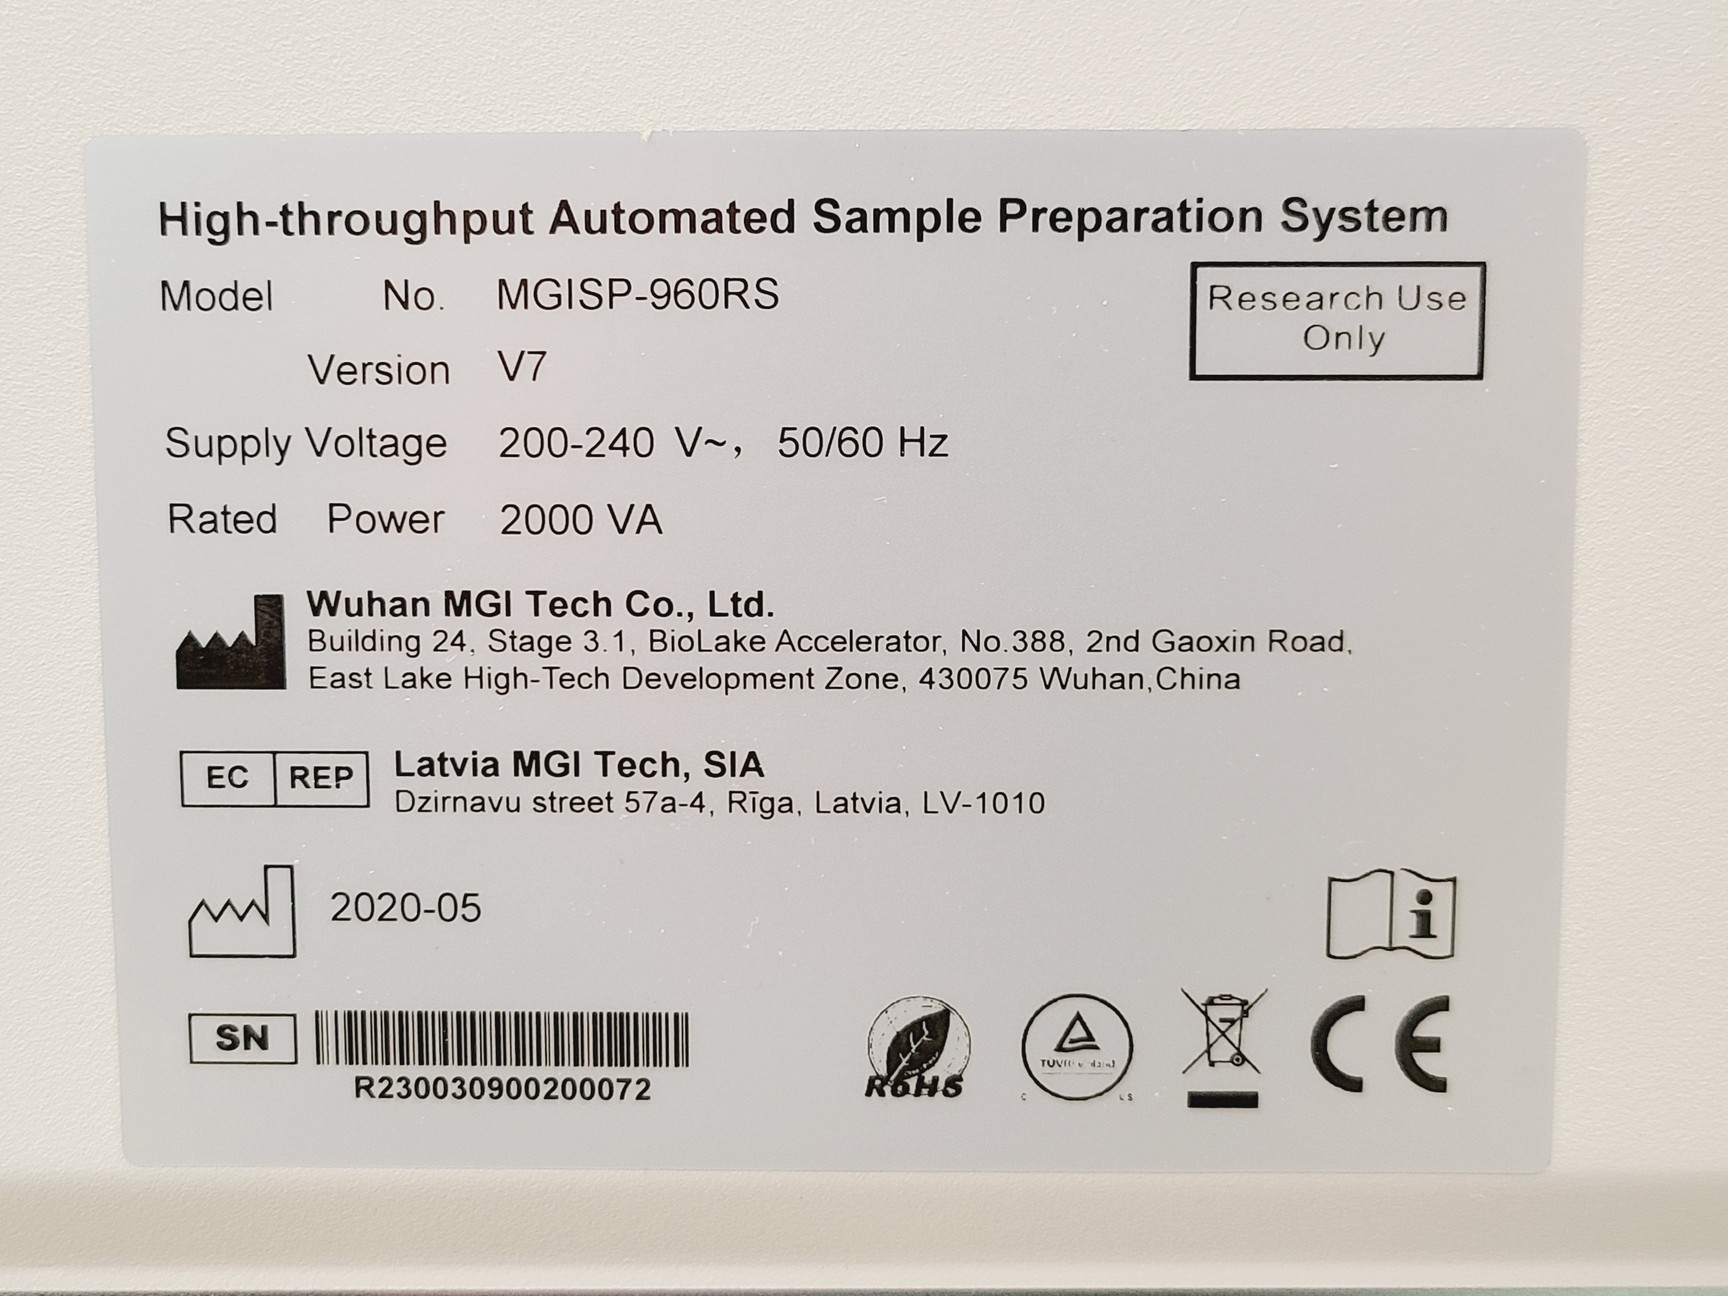 High-throughput Automated Sample Preparation System
Model No. MGISP-960RS
Research Use
Only
Version V7
Supply Voltage 200-240 V~, 50/60 Hz
Rated Power 2000 VA
Wuhan MGI Tech Co., Ltd.
Building 24, Stage 3.1, BioLake Accelerator, No.388, 2nd Gaoxin Road,
East Lake High-Tech Development Zone, 430075 Wuhan,China
EC REP Latvia MGI Tech, SIA
Dzirnavu street 57a-4, Rīga, Latvia, LV-1010
2020-05
i
SN
R230030900200072
RoHS
C US
CE